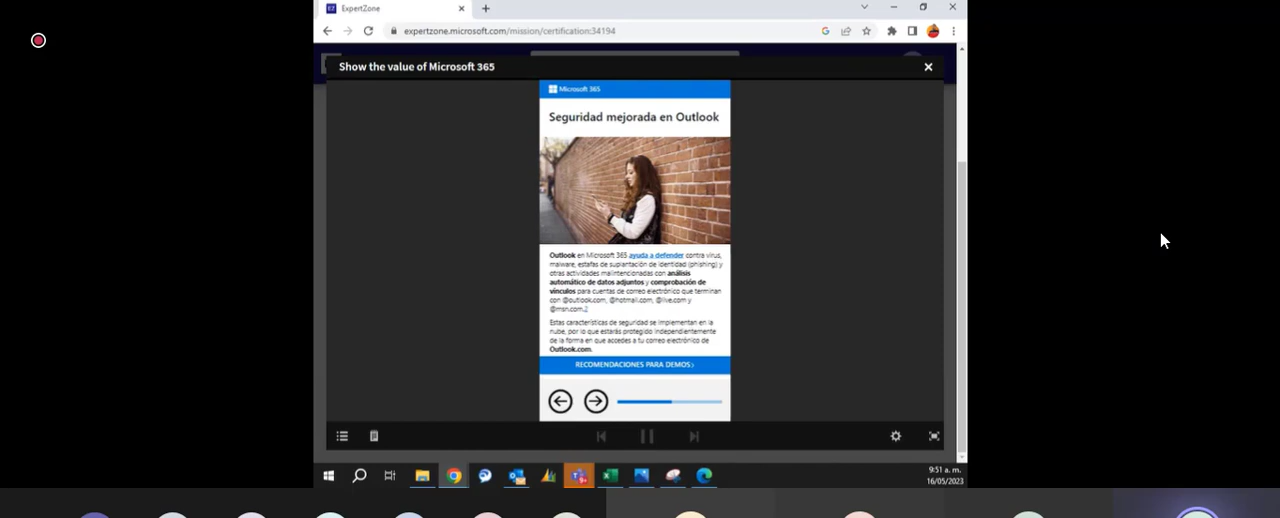 ExpertZone
expertzone.microsoft.com/mission/certification:34194
Show the value of Microsoft 365
Microsoft 365
Seguridad mejorada en Outlook
Outlook en Microsoft 365 ayuda a defender contra virus,
malware, estafas de suplantación de identidad (phishing) y
otras actividades malintencionadas con análisis
automático de datos adjuntos y comprobación de
vínculos para cuentas de correo electrónico que terminan
con @outlook.com, @hotmail.com, @live.com y
@msn.com.
Estas características de seguridad se implementan en la
nube, por lo que estarás protegido independientemente
de la forma en que accedes a tu correo electrónico de
Outlook.com.
RECOMENDACIONES PARA DEMOS
9:51 a. m.
16/05/2023